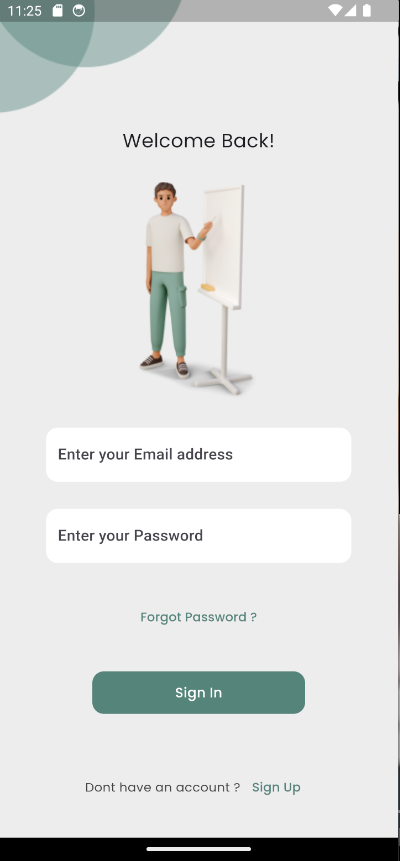 11:25
Welcome Back!
Enter your Email address
Enter your Password
Forgot Password ?
Sign In
Dont have an account ? Sign Up